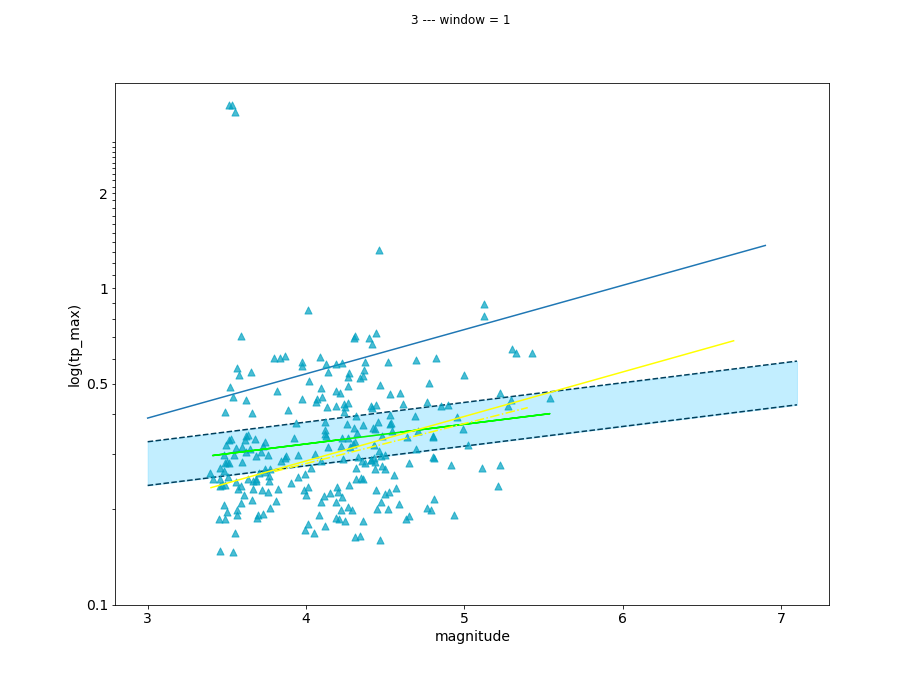 3 --- window = 1
log(tp_max)
2
1
0.5
0.1
3 4 5 6 7
magnitude